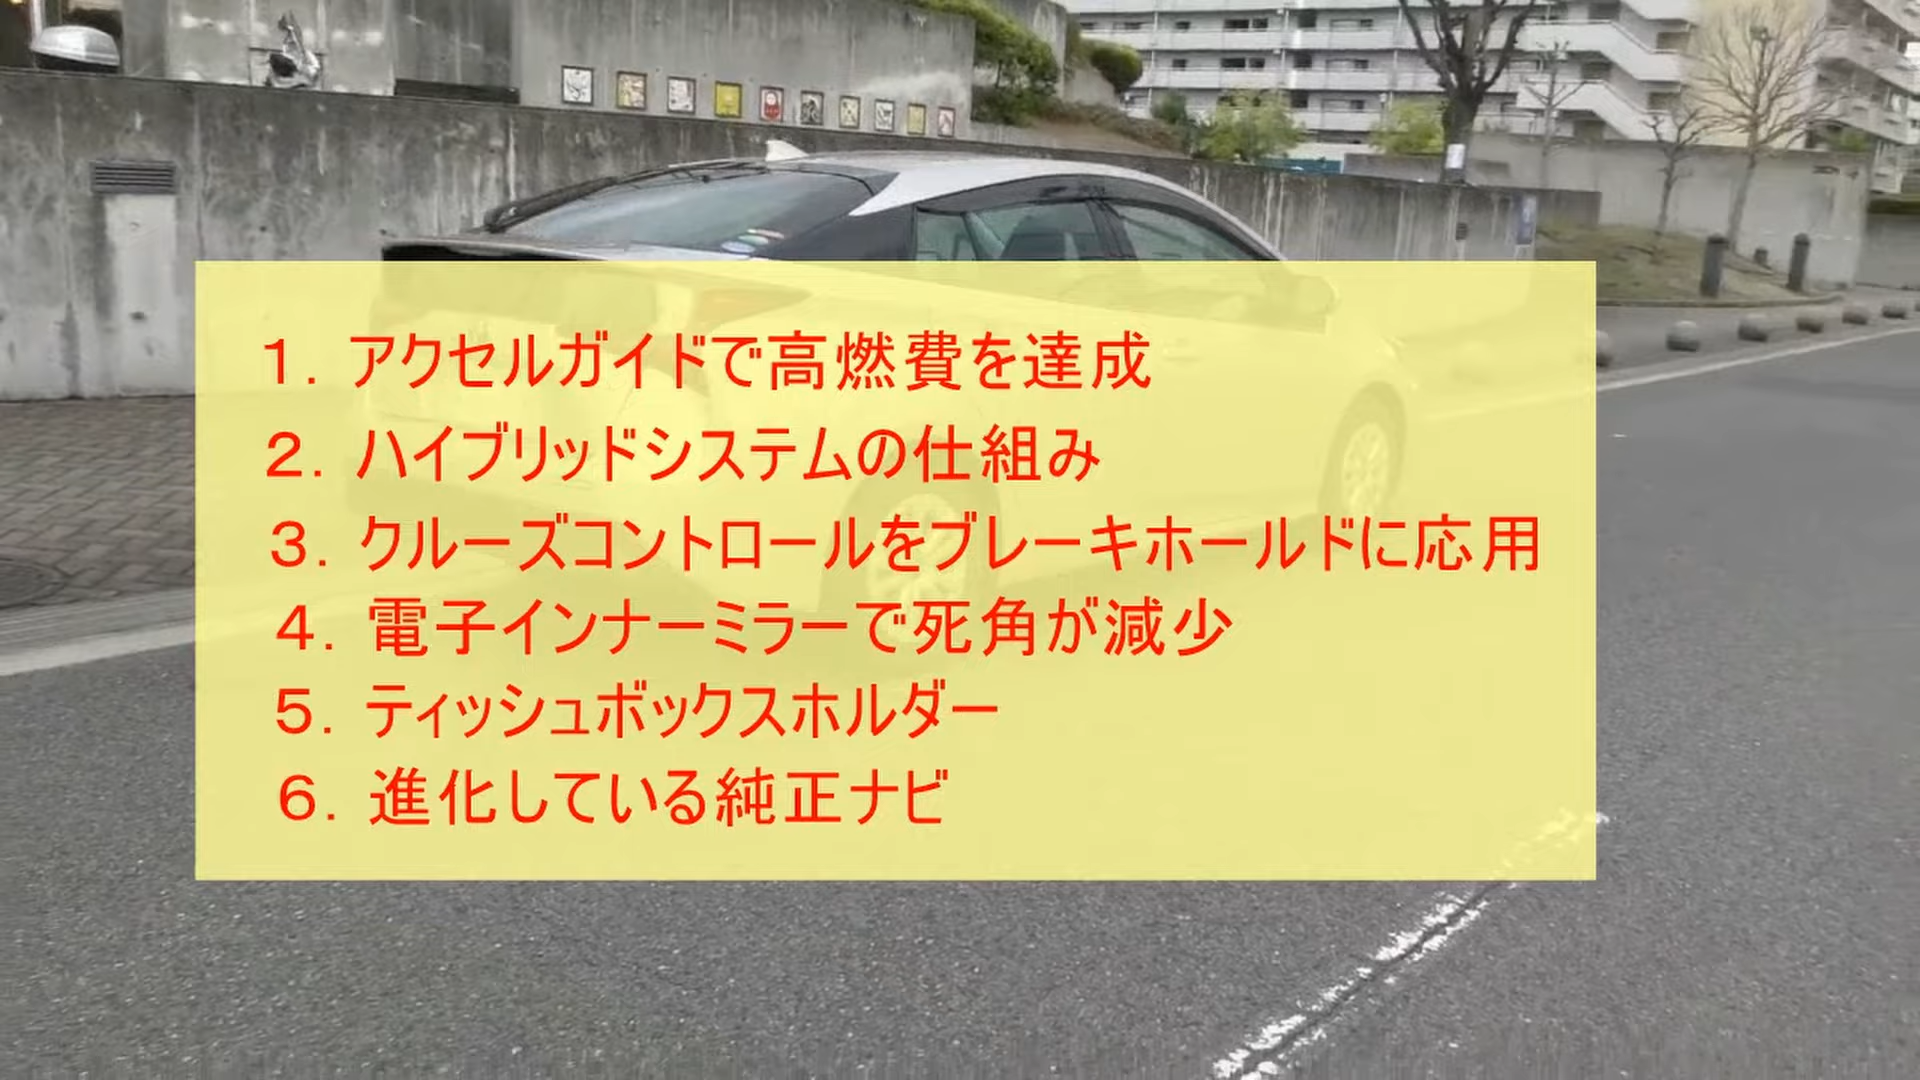 １．アクセルガイドで高燃費を達成
２．ハイブリッドシステムの仕組み
３．クルーズコントロールをブレーキホールドに応用
４．電子インナーミラーで死角が減少
５．ティッシュボックスホルダー
６．進化している純正ナビ